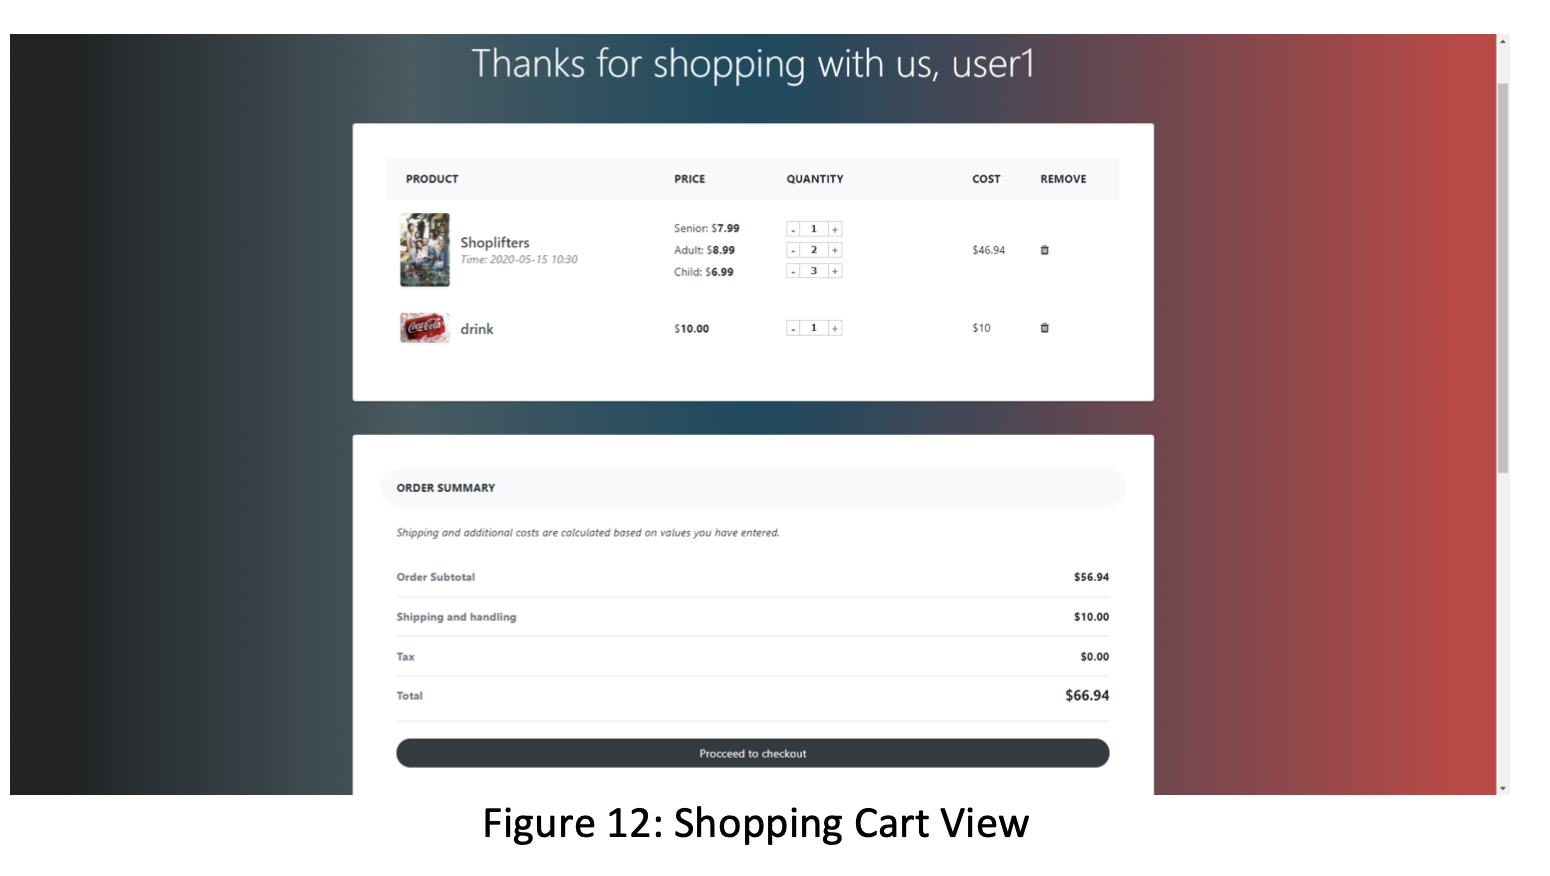 Thanks for shopping with us, user1
PRODUCT PRICE QUANTITY COST REMOVE
Shoplifters
Time: 2020-05-15 10:30
Senior: $7.99 - 1 +
Adult: $8.99 - 2 + $46.94
Child: $6.99 - 3 +
Coca-Cola
drink $10.00 - 1 + $10
ORDER SUMMARY
Shipping and additional costs are calculated based on values you have entered.
Order Subtotal $56.94
Shipping and handling $10.00
Tax $0.00
Total $66.94
Procceed to checkout
Figure 12: Shopping Cart View